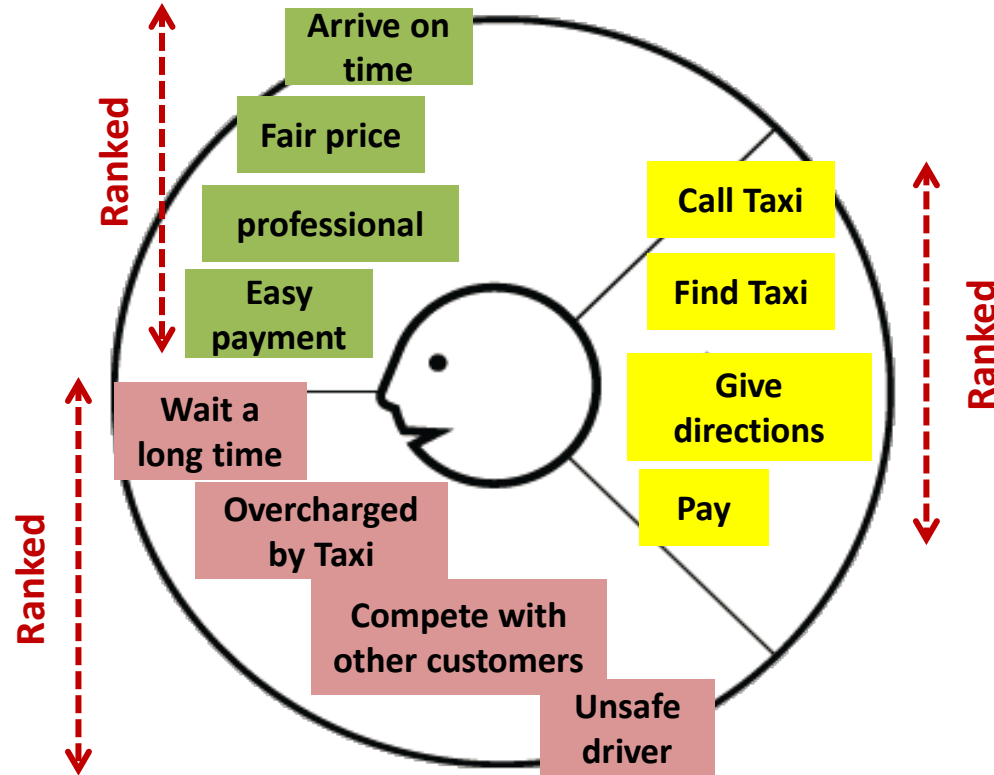 Ranked
Arrive on
time
Fair price
professional
Easy
payment
Call Taxi
Find Taxi
Give
directions
Pay
Ranked
Ranked
Wait a
long time
Overcharged
by Taxi
Compete with
other customers
Unsafe
driver